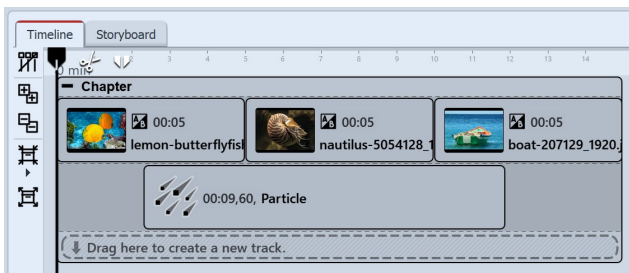 Timeline Storyboard
0 min 3 4 5 6 7 8 9 10 11 12 13 14
Chapter
00:05 00:05 00:05
lemon-butterflyfis nautilus-5054128_1 boat-207129_1920.j
00:09,60, Particle
Drag here to create a new track.